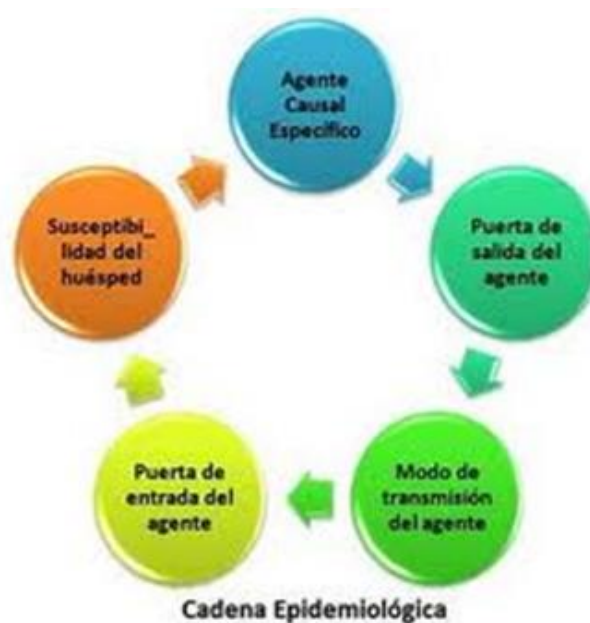 Agente
Causal
Específico
Puerta de
salida del
agente
Modo de
transmisión
del agente
Puerta de
entrada del
agente
Susceptibi_
lidad del
huésped
Cadena Epidemiológica